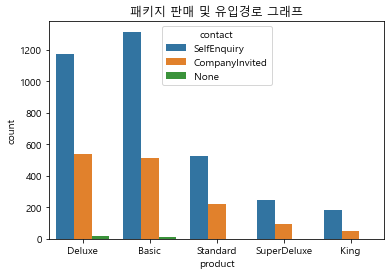 패키지 판매 및 유입경로 그래프
contact
SelfEnquiry
CompanyInvited
None
1200
1000
800
600
400
200
0
count
Deluxe
Basic
Standard
SuperDeluxe
King
product